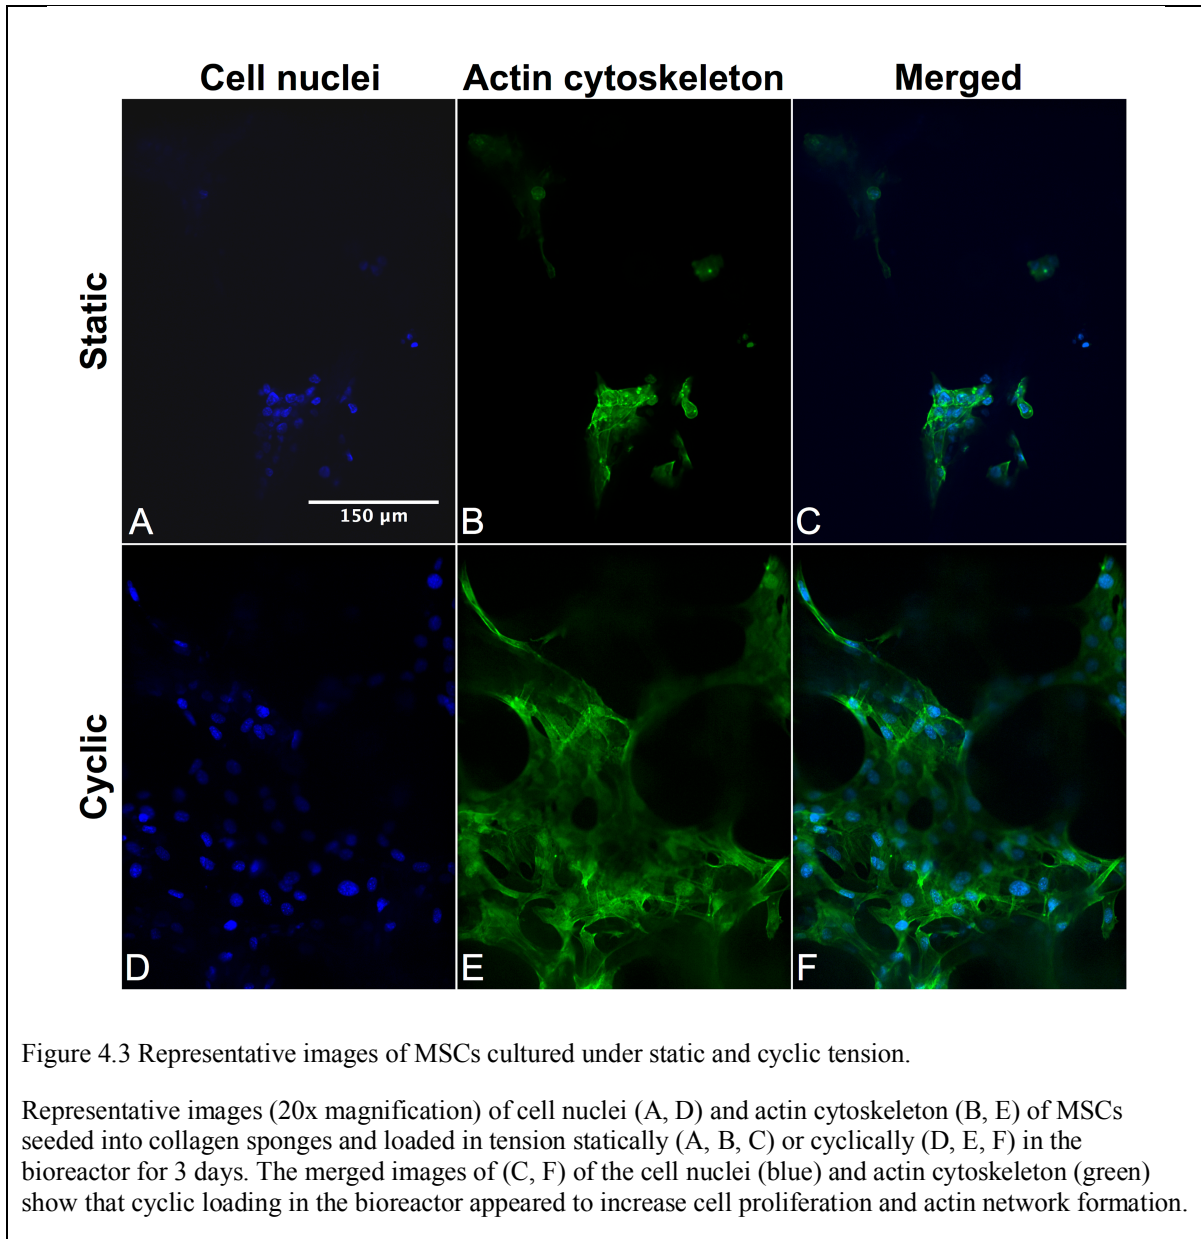 Cell nuclei Actin cytoskeleton Merged
Static
A 150 µm B C
Cyclic
D E F
Figure 4.3 Representative images of MSCs cultured under static and cyclic tension.
Representative images (20x magnification) of cell nuclei (A, D) and actin cytoskeleton (B, E) of MSCs
seeded into collagen sponges and loaded in tension statically (A, B, C) or cyclically (D, E, F) in the
bioreactor for 3 days. The merged images of (C, F) of the cell nuclei (blue) and actin cytoskeleton (green)
show that cyclic loading in the bioreactor appeared to increase cell proliferation and actin network formation.